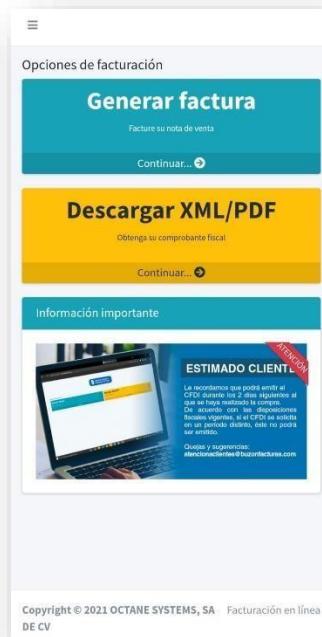 Opciones de facturación
Generar factura
Facture su nota de venta
Continuar...
Descargar XML/PDF
Obtenga su comprobante fiscal
Continuar...
Información importante
ATENCIÓN
ESTIMADO CLIENTE
Le recordamos que podrá emitir el
CFDI durante los 2 días siguientes al
que se haya realizado la compra.
De acuerdo con las disposiciones
fiscales vigentes, si el CFDI se solicita
en un periodo distinto, éste no podrá
ser emitido.
Quejas y sugerencias:
atencionaclientes@buzonfacturas.com
Copyright © 2021 OCTANE SYSTEMS, SA DE CV
Facturación en línea